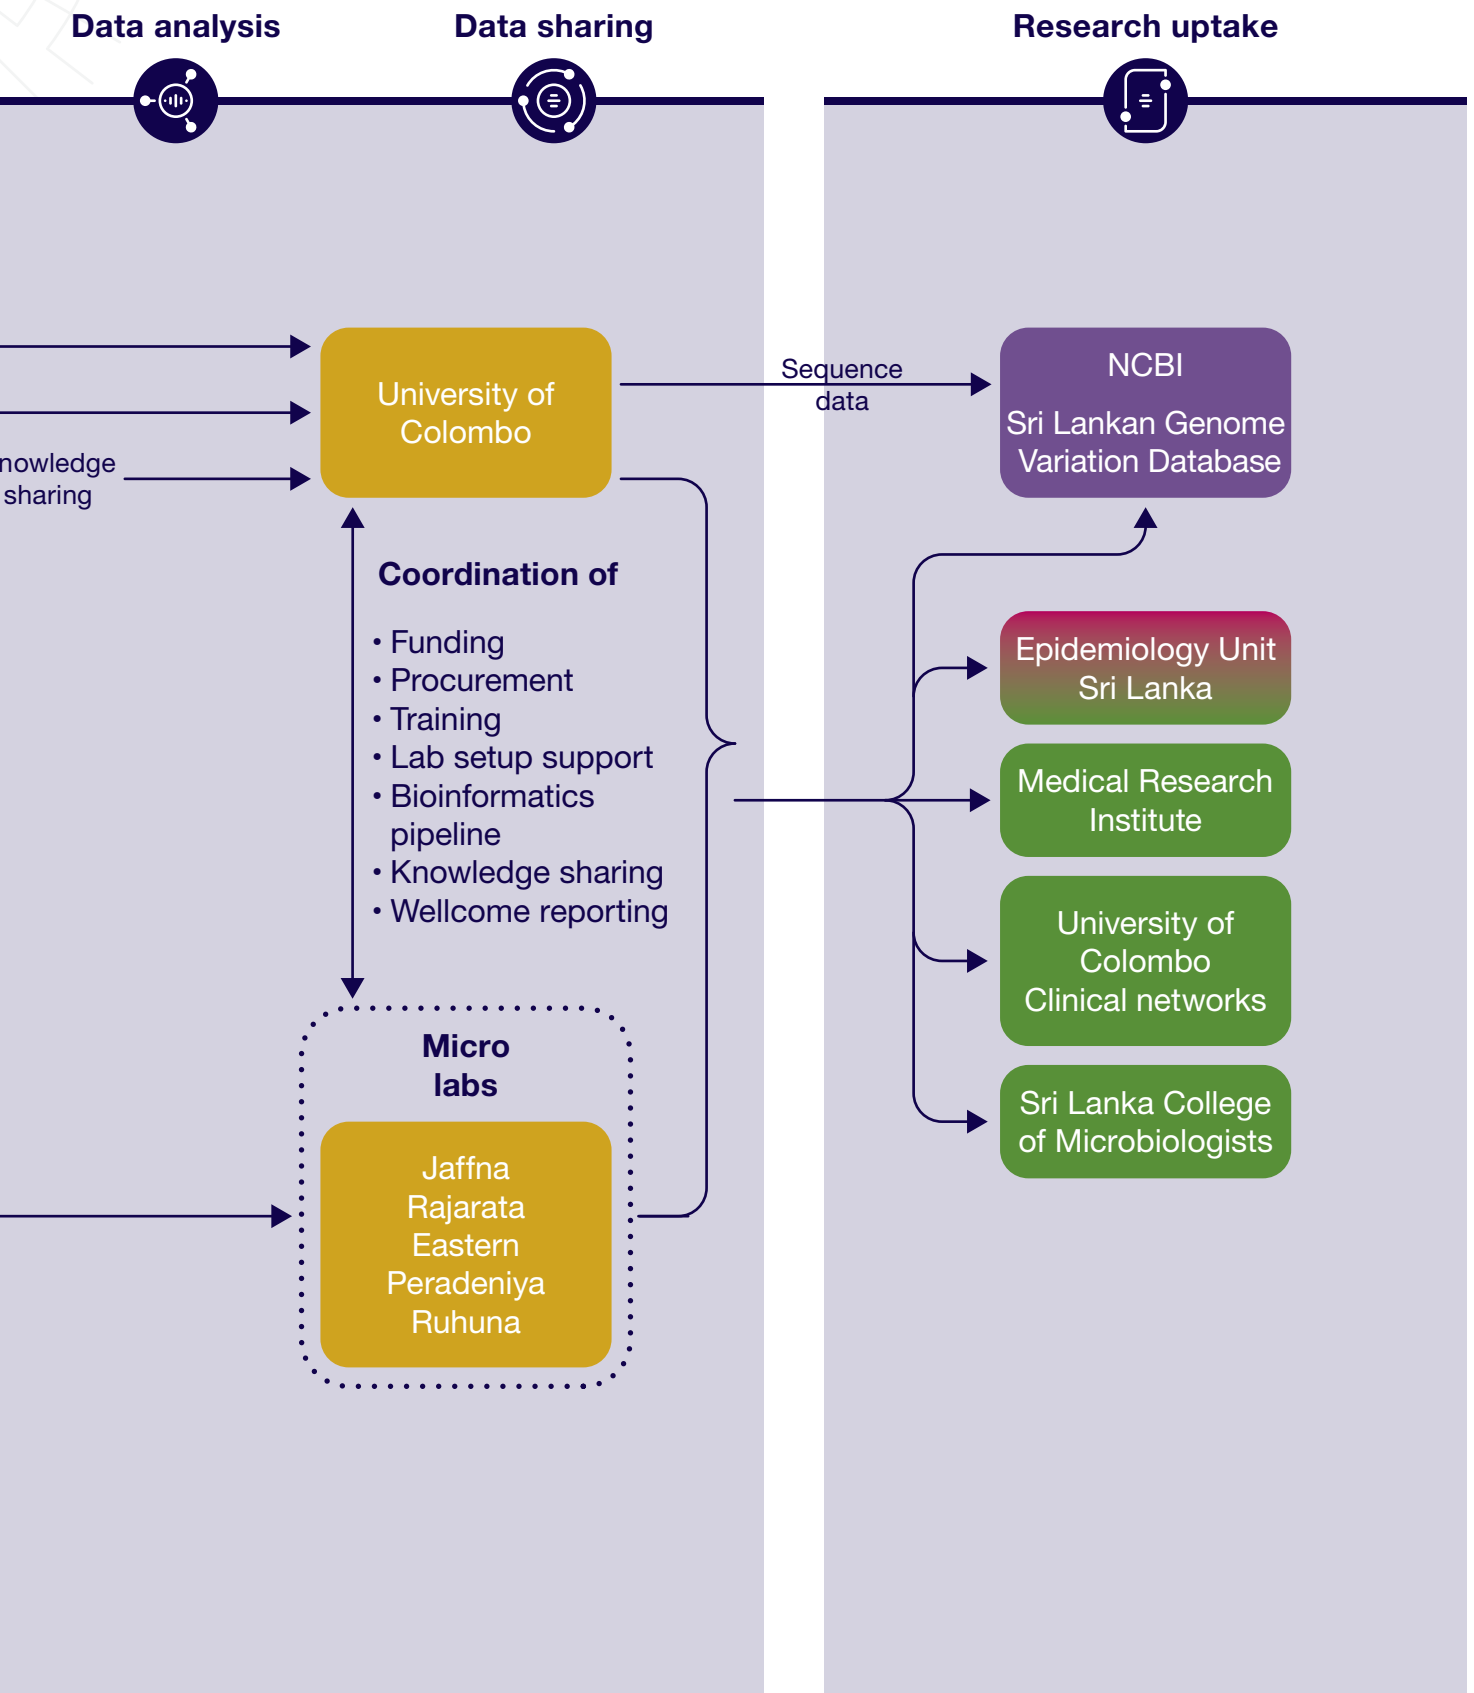 Data analysis
Data sharing
Research uptake
University of
Colombo
nowledge
sharing
Sequence
data
NCBI
Sri Lankan Genome
Variation Database
Coordination of
• Funding
• Procurement
• Training
• Lab setup support
• Bioinformatics
pipeline
• Knowledge sharing
• Wellcome reporting
Epidemiology Unit
Sri Lanka
Medical Research
Institute
University of
Colombo
Clinical networks
Sri Lanka College
of Microbiologists
Micro
labs
Jaffna
Rajarata
Eastern
Peradeniya
Ruhuna